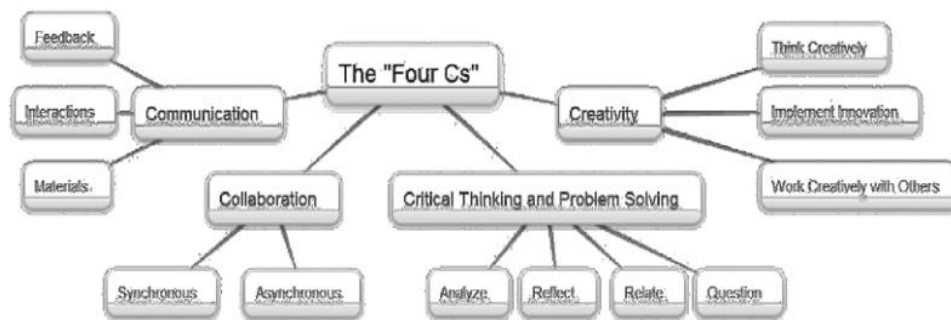 The "Four Cs"
Communication
Feedback
Interactions
Materials
Collaboration
Synchronous
Asynchronous
Critical Thinking and Problem Solving
Analyze
Reflect
Relate
Question
Creativity
Think Creatively
Implement Innovation
Work Creatively with Others